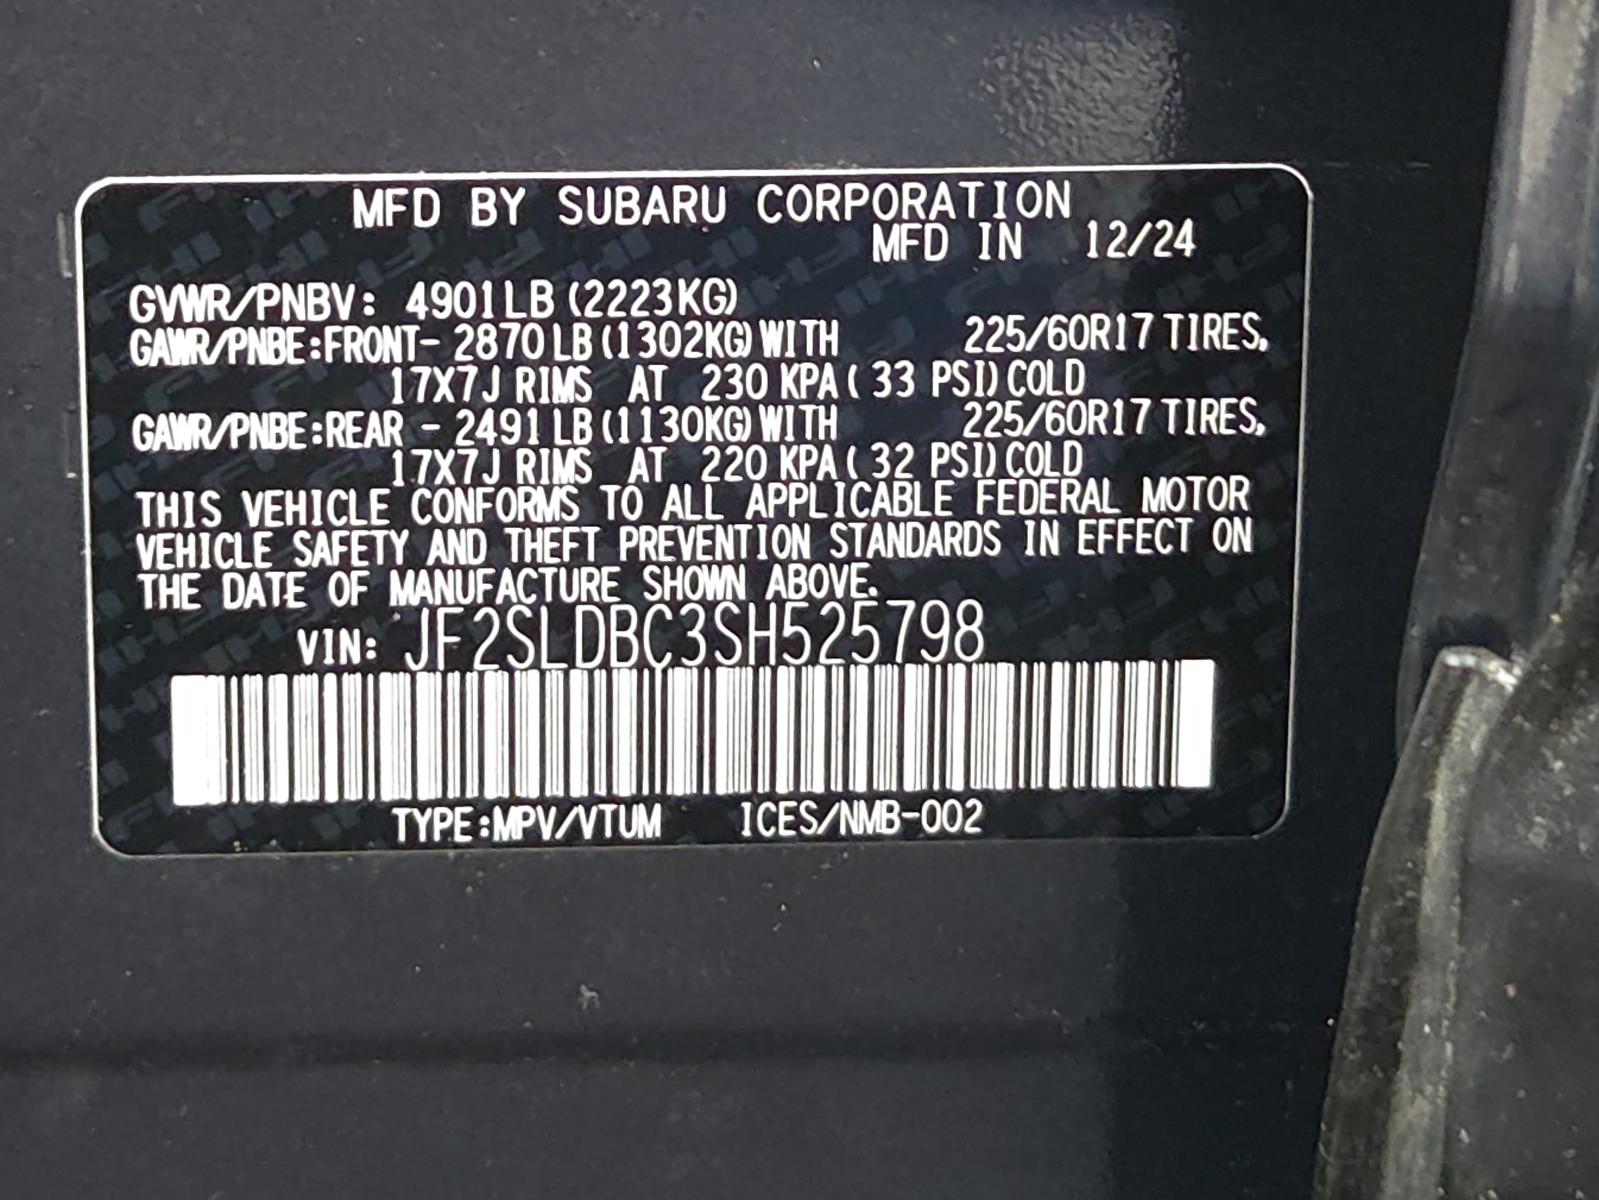 MFD BY SUBARU CORPORATION
MFD IN 12/24
GVWR/PNBV: 4901LB (2223KG)
GAWR/PNBE:FRONT- 2870LB(1302KG)WITH 225/60R17 TIRES,
17X7J RIMS AT 230 KPA( 33 PSI)COLD
GAWR/PNBE:REAR - 2491LB(1130KG)WITH 225/60R17 TIRES,
17X7J RIMS AT 220 KPA( 32 PSI)COLD
THIS VEHICLE CONFORMS TO ALL APPLICABLE FEDERAL MOTOR
VEHICLE SAFETY AND THEFT PREVENTION STANDARDS IN EFFECT ON
THE DATE OF MANUFACTURE SHOWN ABOVE.
VIN: JF2SLDBC3SH525798
TYPE:MPV/VTUM ICES/NMB-002